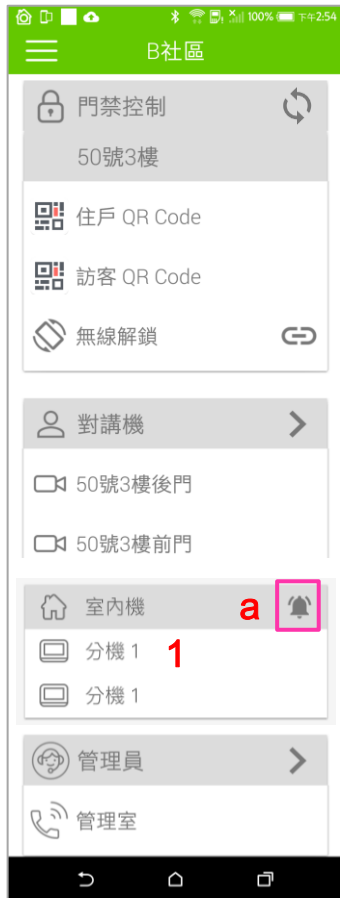 100% 下午2:54
B社區
門禁控制
50號3樓
住戶 QR Code
訪客 QR Code
無線解鎖
對講機
50號3樓後門
50號3樓前門
室內機 a
分機 1 1
分機 1
管理員
管理室